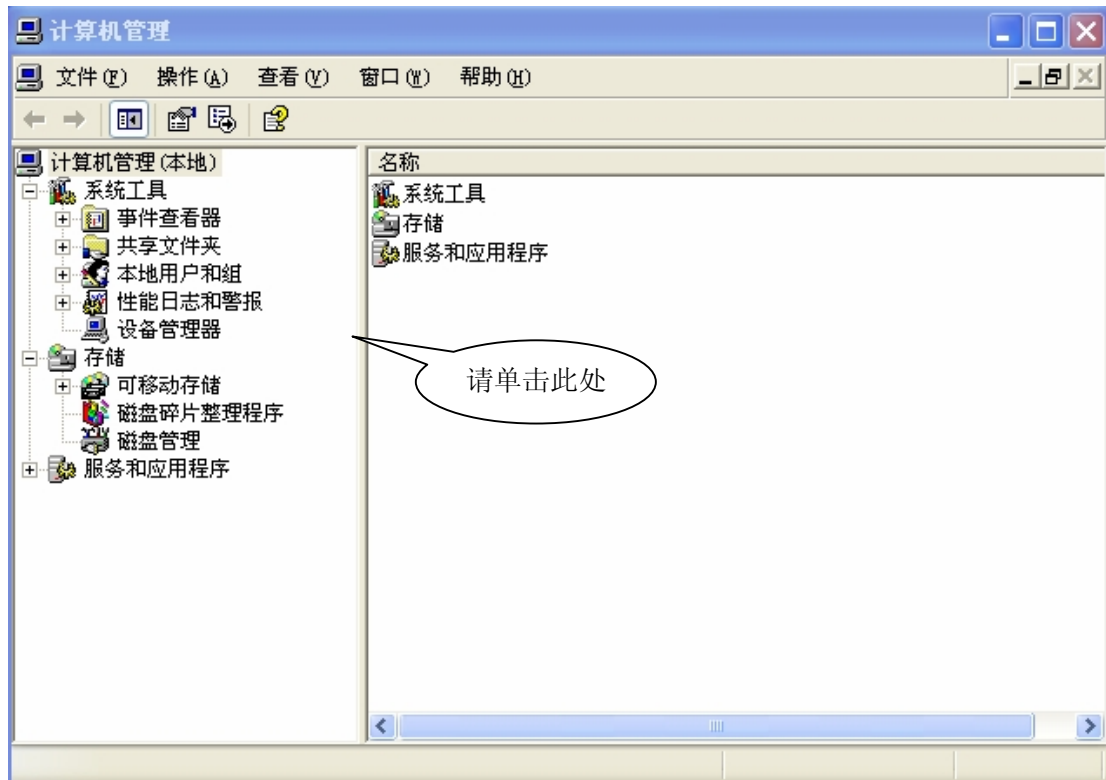 计算机管理
文件(F) 操作(A) 查看(V) 窗口(W) 帮助(H)
计算机管理(本地)
系统工具
事件查看器
共享文件夹
本地用户和组
性能日志和警报
设备管理器
存储
可移动存储
磁盘碎片整理程序
磁盘管理
服务和应用程序
名称
系统工具
存储
服务和应用程序
请单击此处